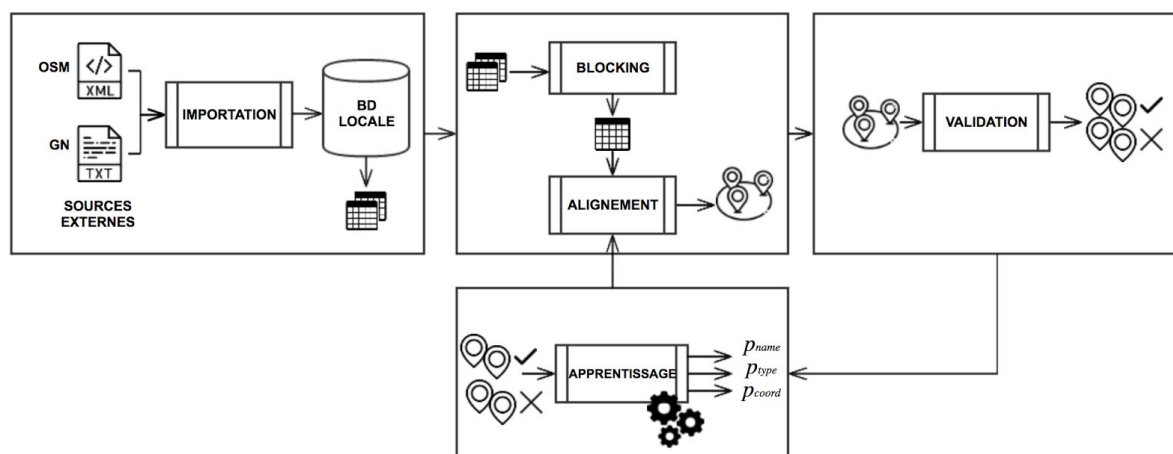 OSM
XML
GN
TXT
SOURCES
EXTERNES
IMPORTATION
BD
LOCALE
BLOCKING
ALIGNEMENT
VALIDATION
APPRENTISSAGE
pname
ptype
pcoord